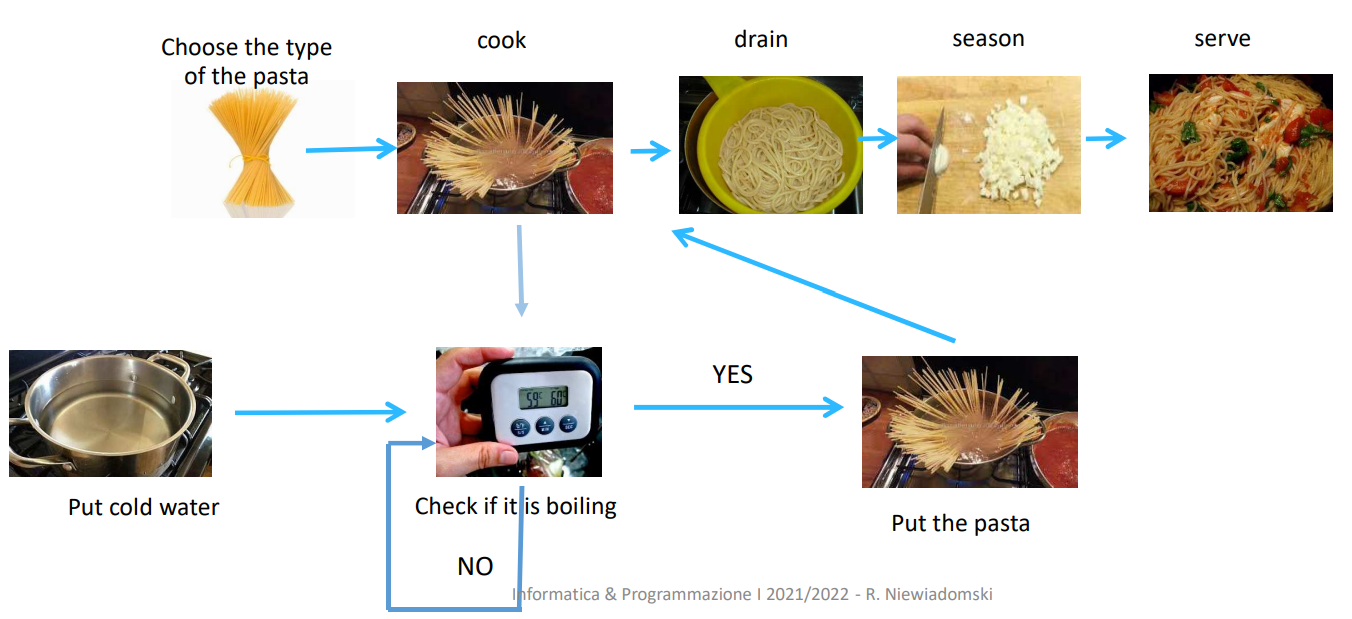 Choose the type
of the pasta
cook
drain
season
serve
YES
Put cold water
Check if it is boiling
Put the pasta
NO
Informatica & Programmazione I 2021/2022 - R. Niewiadomski